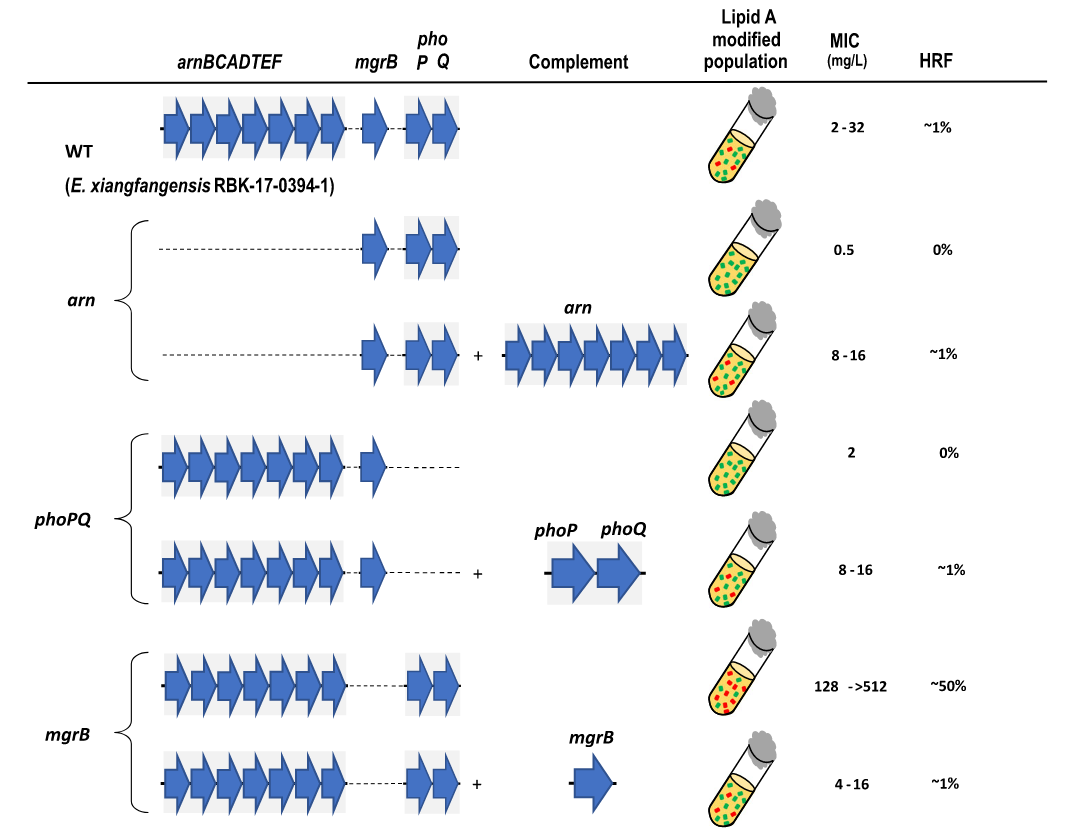 arnBCADTEF mgrB pho P Q Complement Lipid A modified population MIC (mg/L) HRF
WT
(E. xiangfangensis RBK-17-0394-1)
2 - 32 ~1%
arn
0.5 0%
arn
+ 8 - 16 ~1%
phoPQ
2 0%
phoP phoQ
+ 8 - 16 ~1%
mgrB
128 ->512 ~50%
mgrB
+ 4 - 16 ~1%